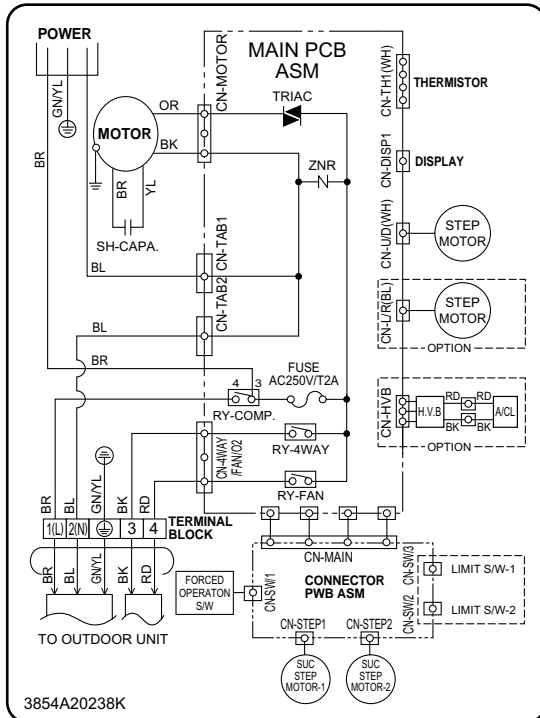 POWER
MAIN PCB
ASM
CN-MOTOR
TRIAC
CN-TH1(WH)
THERMISTOR
GN/YL
OR
MOTOR
BK
BR
ZNR
CN-DISP1
DISPLAY
BR
YL
SH-CAPA.
CN-U/D(WH)
STEP
MOTOR
CN-TAB1
BL
CN-TAB2
CN-L/R(BL)
STEP
MOTOR
OPTION
BL
BR
FUSE
AC250V/T2A
4
3
RY-COMP.
CN-HVB
H.V.B
RD
RD
BK
BK
A/CL
OPTION
CN-4WAY
/FAN/O2
RY-4WAY
RY-FAN
BR
BL
GN/YL
BK
RD
1(L)
2(N)
3
4
TERMINAL
BLOCK
BR
BL
GN/YL
BK
RD
TO OUTDOOR UNIT
CN-MAIN
CONNECTOR
PWB ASM
FORCED
OPERATON
S/W
CN-SW/1
CN-SW/3
LIMIT S/W-1
CN-SW/2
LIMIT S/W-2
CN-STEP1
CN-STEP2
SUC
STEP
MOTOR-1
SUC
STEP
MOTOR-2
3854A20238K